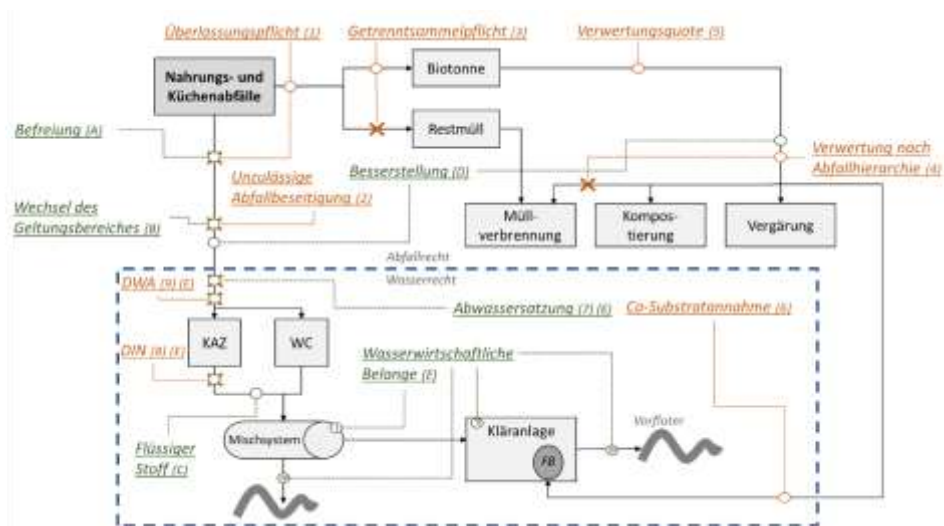 Überlassungspflicht (1)
Getrenntsammelpflicht (3)
Verwertungsquote (5)
Nahrungs- und
Küchenabfälle
Biotonne
Restmüll
Befreiung (A)
Besserstellung (D)
Verwertung nach
Abfallhierarchie (4)
Unzulässige
Abfallbeseitigung (2)
Wechsel des
Geltungsbereiches (B)
Müll-
verbrennung
Kompos-
tierung
Vergärung
Abfallrecht
Wasserrecht
DWA (9) (E)
Abwassersatzung (7) (E)
Co-Substratannahme (6)
KAZ
WC
DIN (8) (E)
Wasserwirtschaftliche
Belange (E)
Mischsystem
Kläranlage
FB
Vorfluter
Flüssiger
Stoff (C)